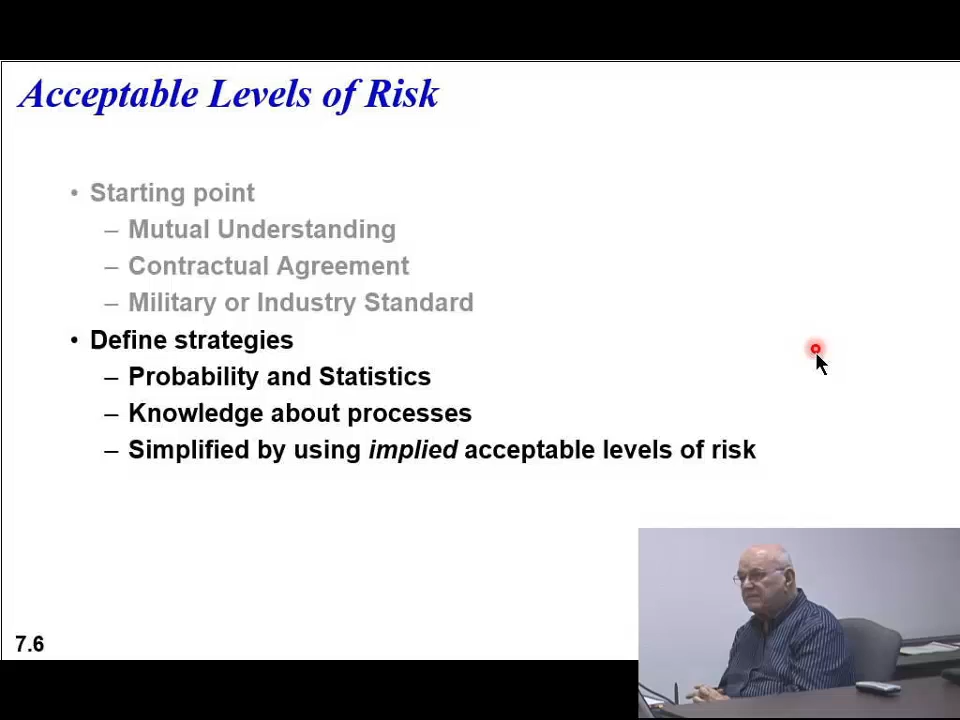 Acceptable Levels of Risk
• Starting point
– Mutual Understanding
– Contractual Agreement
– Military or Industry Standard
• Define strategies
– Probability and Statistics
– Knowledge about processes
– Simplified by using implied acceptable levels of risk
7.6